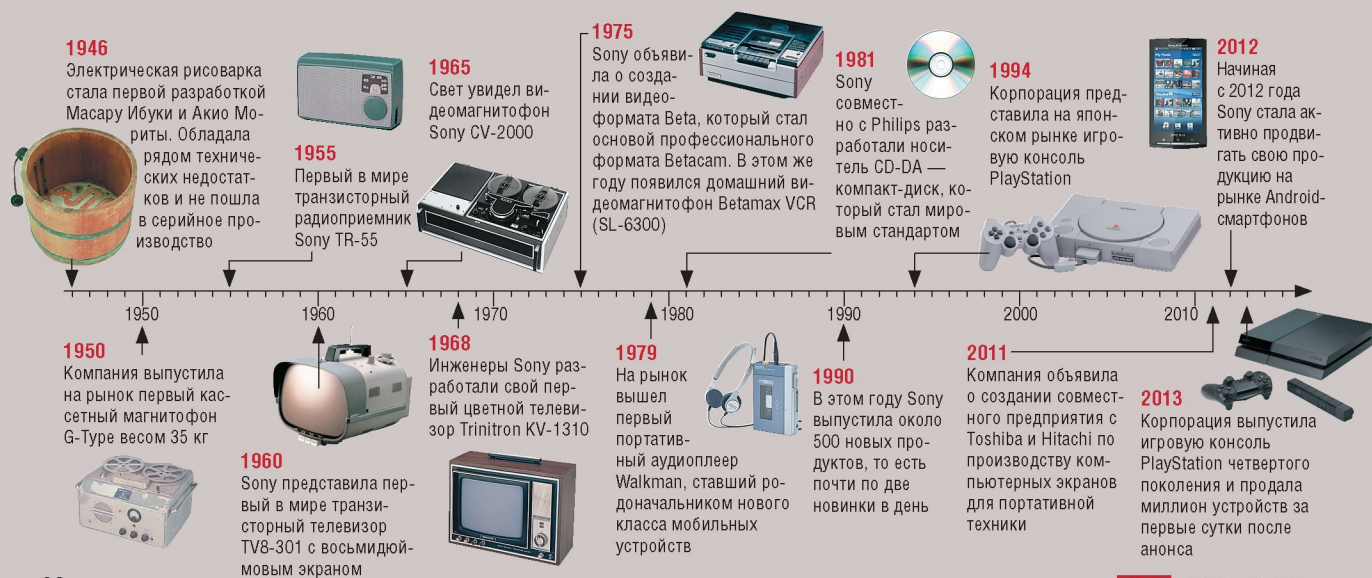 1946
Электрическая рисоварка
стала первой разработкой
Масару Ибуки и Акио Мо-
риты. Обладала
рядом техниче-
ских недостат-
ков и не пошла
в серийное про-
изводство
1955
Первый в мире
транзисторный
радиоприемник
Sony TR-55
1965
Свет увидел ви-
деомагнитофон
Sony CV-2000
1975
Sony объяви-
ла о созда-
нии видео-
формата Beta, который стал
основой профессионального
формата Betacam. В этом же
году появился домашний ви-
деомагнитофон Betamax VCR
(SL-6300)
1981
Sony
совмест-
но с Philips раз-
работали носи-
тель CD-DA —
компакт-диск, ко-
торый стал миро-
вым стандартом
1994
Корпорация пред-
ставила на япон-
ском рынке игро-
вую консоль
PlayStation
2012
Начиная
с 2012 года
Sony стала ак-
тивно продви-
гать свою про-
дукцию на
рынке Android-
смартфонов
1950 1960 1970 1980 1990 2000 2010
1950
Компания выпустила
на рынок первый кас-
сетный магнитофон
G-Type весом 35 кг
1960
Sony представила пер-
вый в мире транзи-
сторный телевизор
TV8-301 с восьмидюй-
мовым экраном
1968
Инженеры Sony раз-
работали свой пер-
вый цветной телеви-
зор Trinitron KV-1310
1979
На рынок
вышел
первый
портатив-
ный аудиоплеер
Walkman, ставший ро-
доначальником нового
класса мобильных
устройств
1990
В этом году Sony
выпустила около
500 новых про-
дуктов, то есть
почти по две
новинки в день
2011
Компания объявила
о создании совмест-
ного предприятия с
Toshiba и Hitachi по
производству ком-
пьютерных экранов
для портативной
техники
2013
Корпорация выпустила
игровую консоль
PlayStation четвертого
поколения и продала
миллион устройств за
первые сутки после
анонса